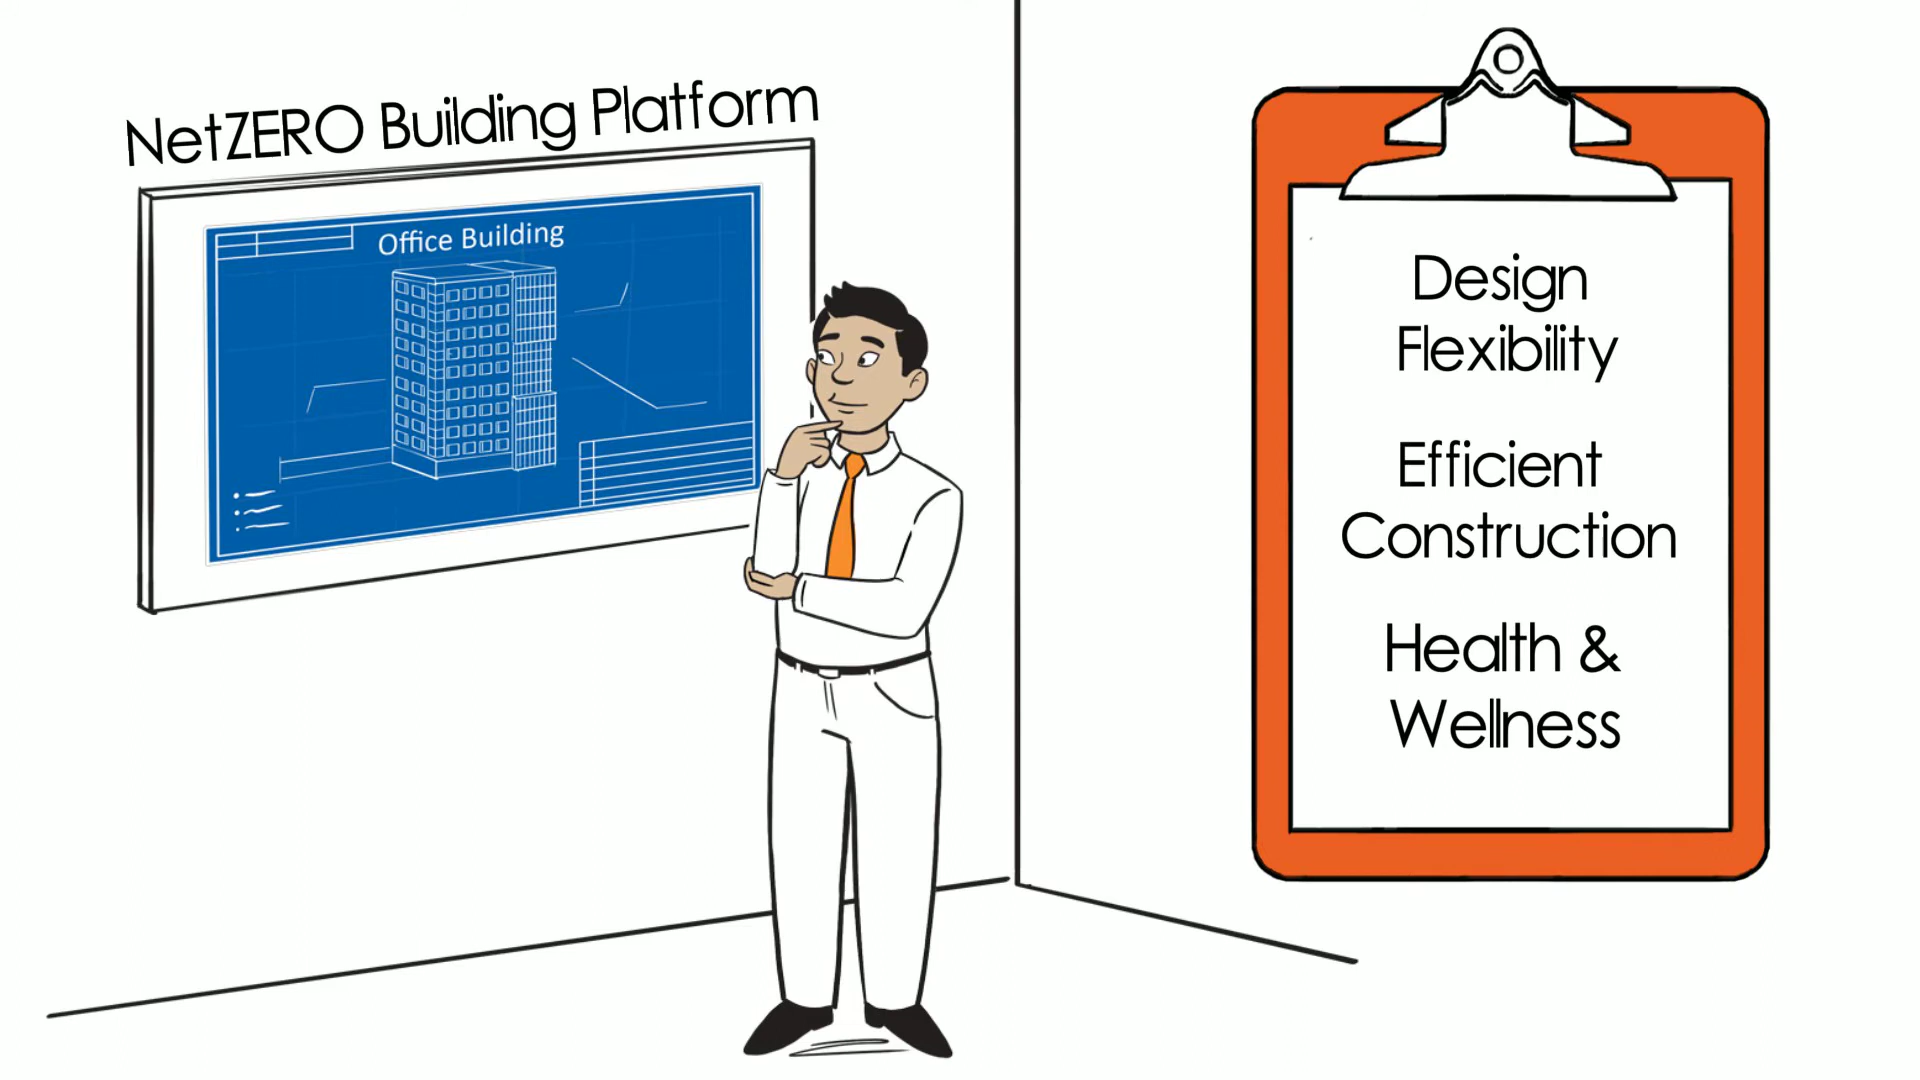 NetZERO Building Platform
Office Building
Design
Flexibility
Efficient
Construction
Health &
Wellness